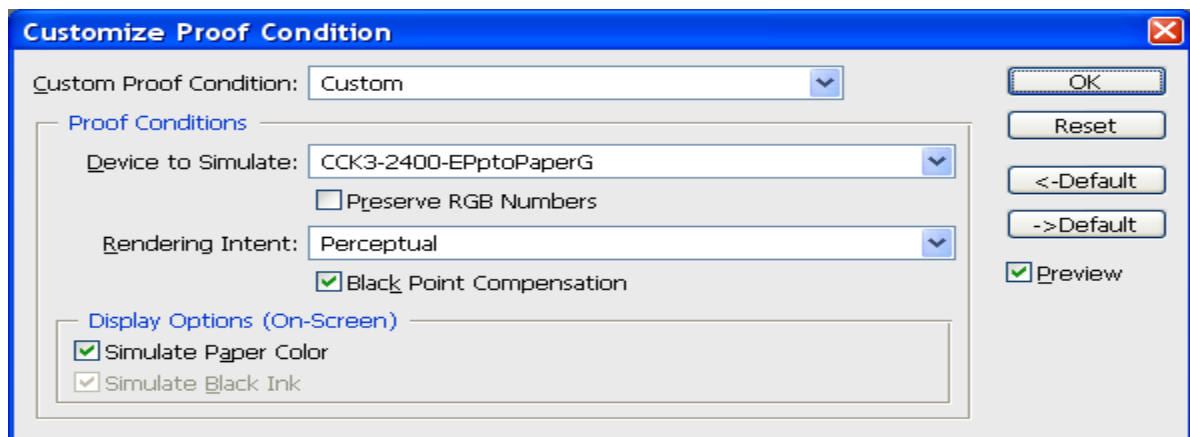 Customize Proof Condition
Custom Proof Condition: Custom
OK
Proof Conditions
Reset
Device to Simulate: CCK3-2400-EPptoPaperG
<-Default
Preserve RGB Numbers
->Default
Rendering Intent: Perceptual
Preview
Black Point Compensation
Display Options (On-Screen)
Simulate Paper Color
Simulate Black Ink